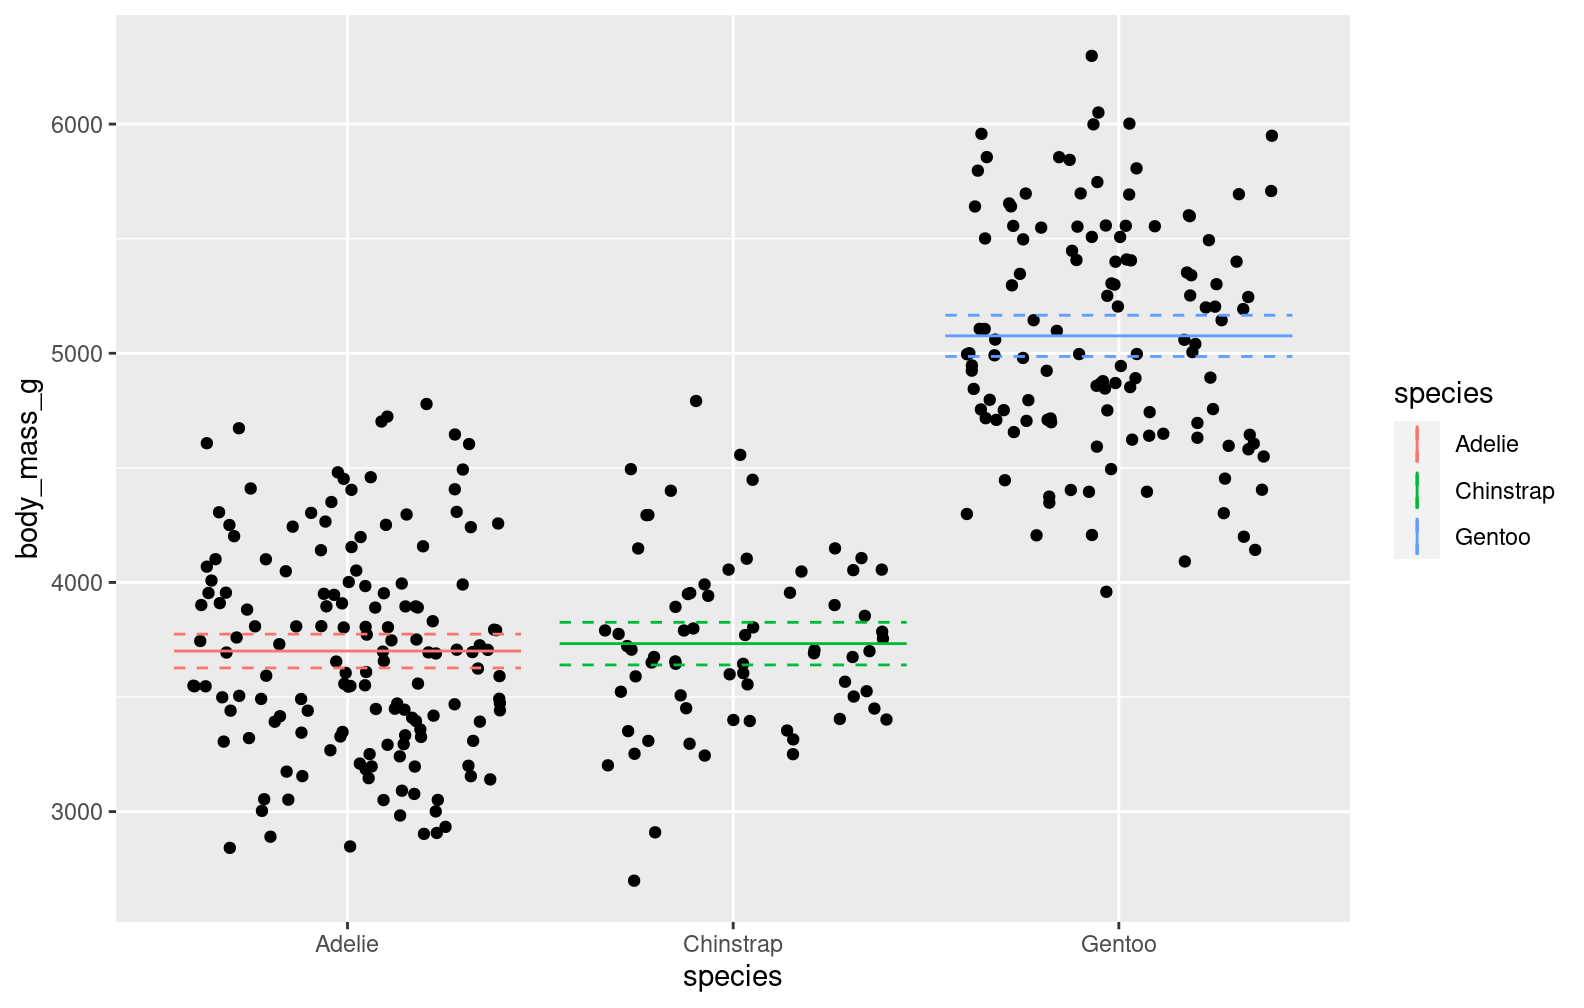 6000
5000
4000
3000
body_mass_g
Adelie
Chinstrap
Gentoo
species
species
Adelie
Chinstrap
Gentoo